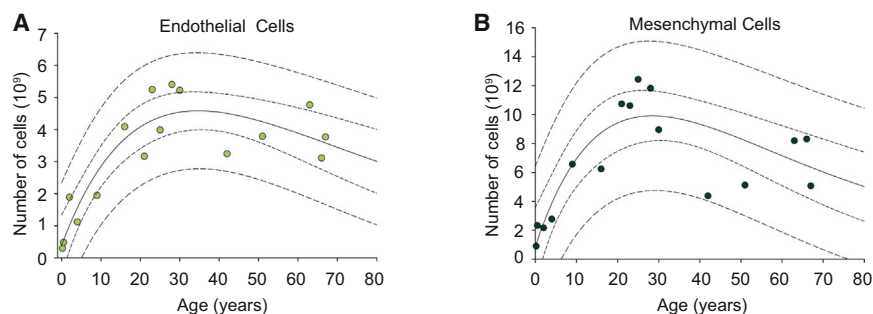 A
Endothelial Cells
Number of cells (10⁹)
7
6
5
4
3
2
1
0
0 10 20 30 40 50 60 70 80
Age (years)
B
Mesenchymal Cells
Number of cells (10⁹)
16
14
12
10
8
6
4
2
0
0 10 20 30 40 50 60 70 80
Age (years)